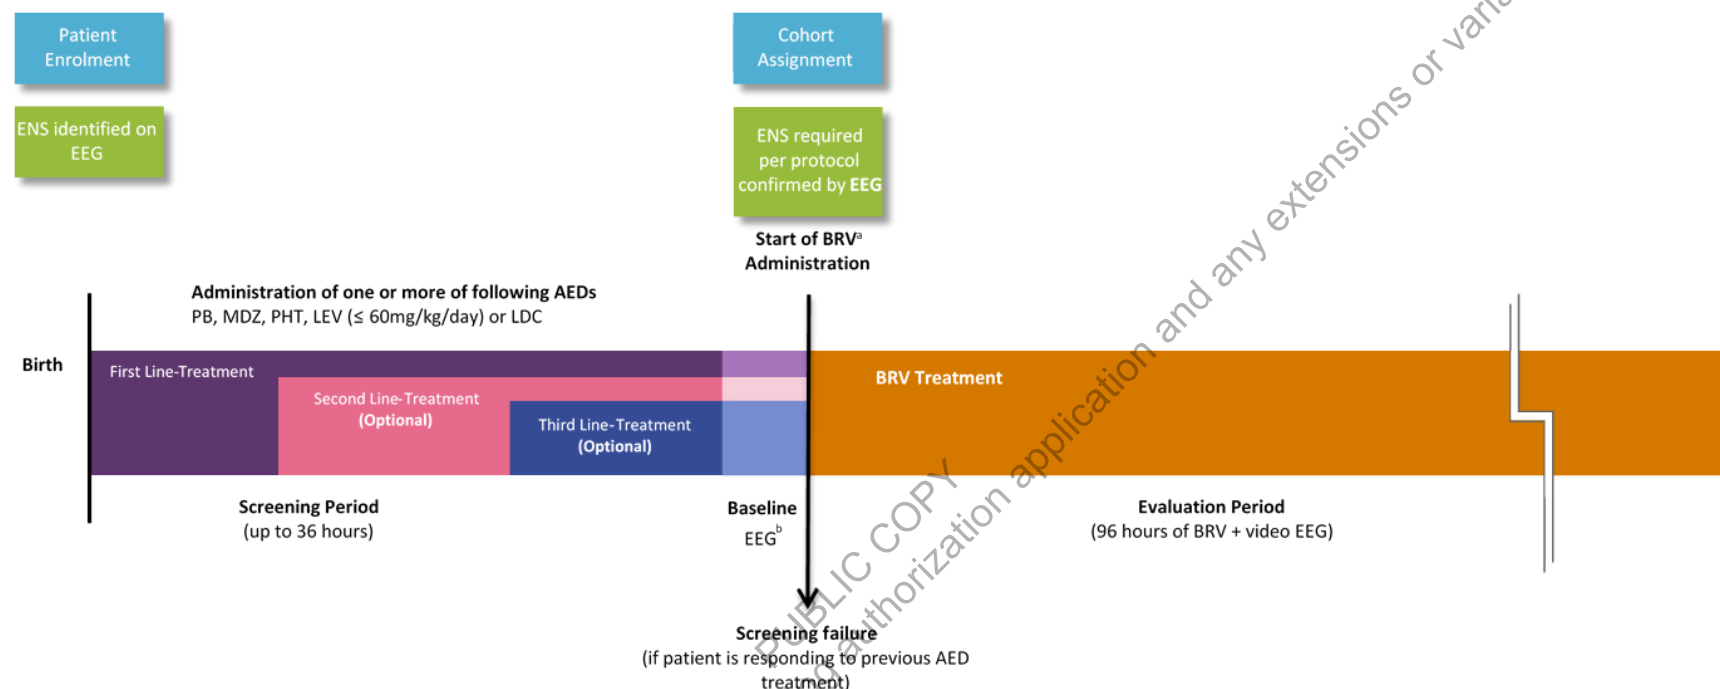 Patient
Enrolment
Cohort
Assignment
ENS identified on
EEG
ENS required
per protocol
confirmed by EEG
Start of BRVᵃ
Administration
Administration of one or more of following AEDs
PB, MDZ, PHT, LEV (≤ 60mg/kg/day) or LDC
Birth
First Line-Treatment
Second Line-Treatment
(Optional)
Third Line-Treatment
(Optional)
BRV Treatment
Screening Period
(up to 36 hours)
Baseline
EEGᵇ
Evaluation Period
(96 hours of BRV + video EEG)
Screening failure
(if patient is responding to previous AED
treatment)
PUBLIC COPY
authorization application and any extensions or